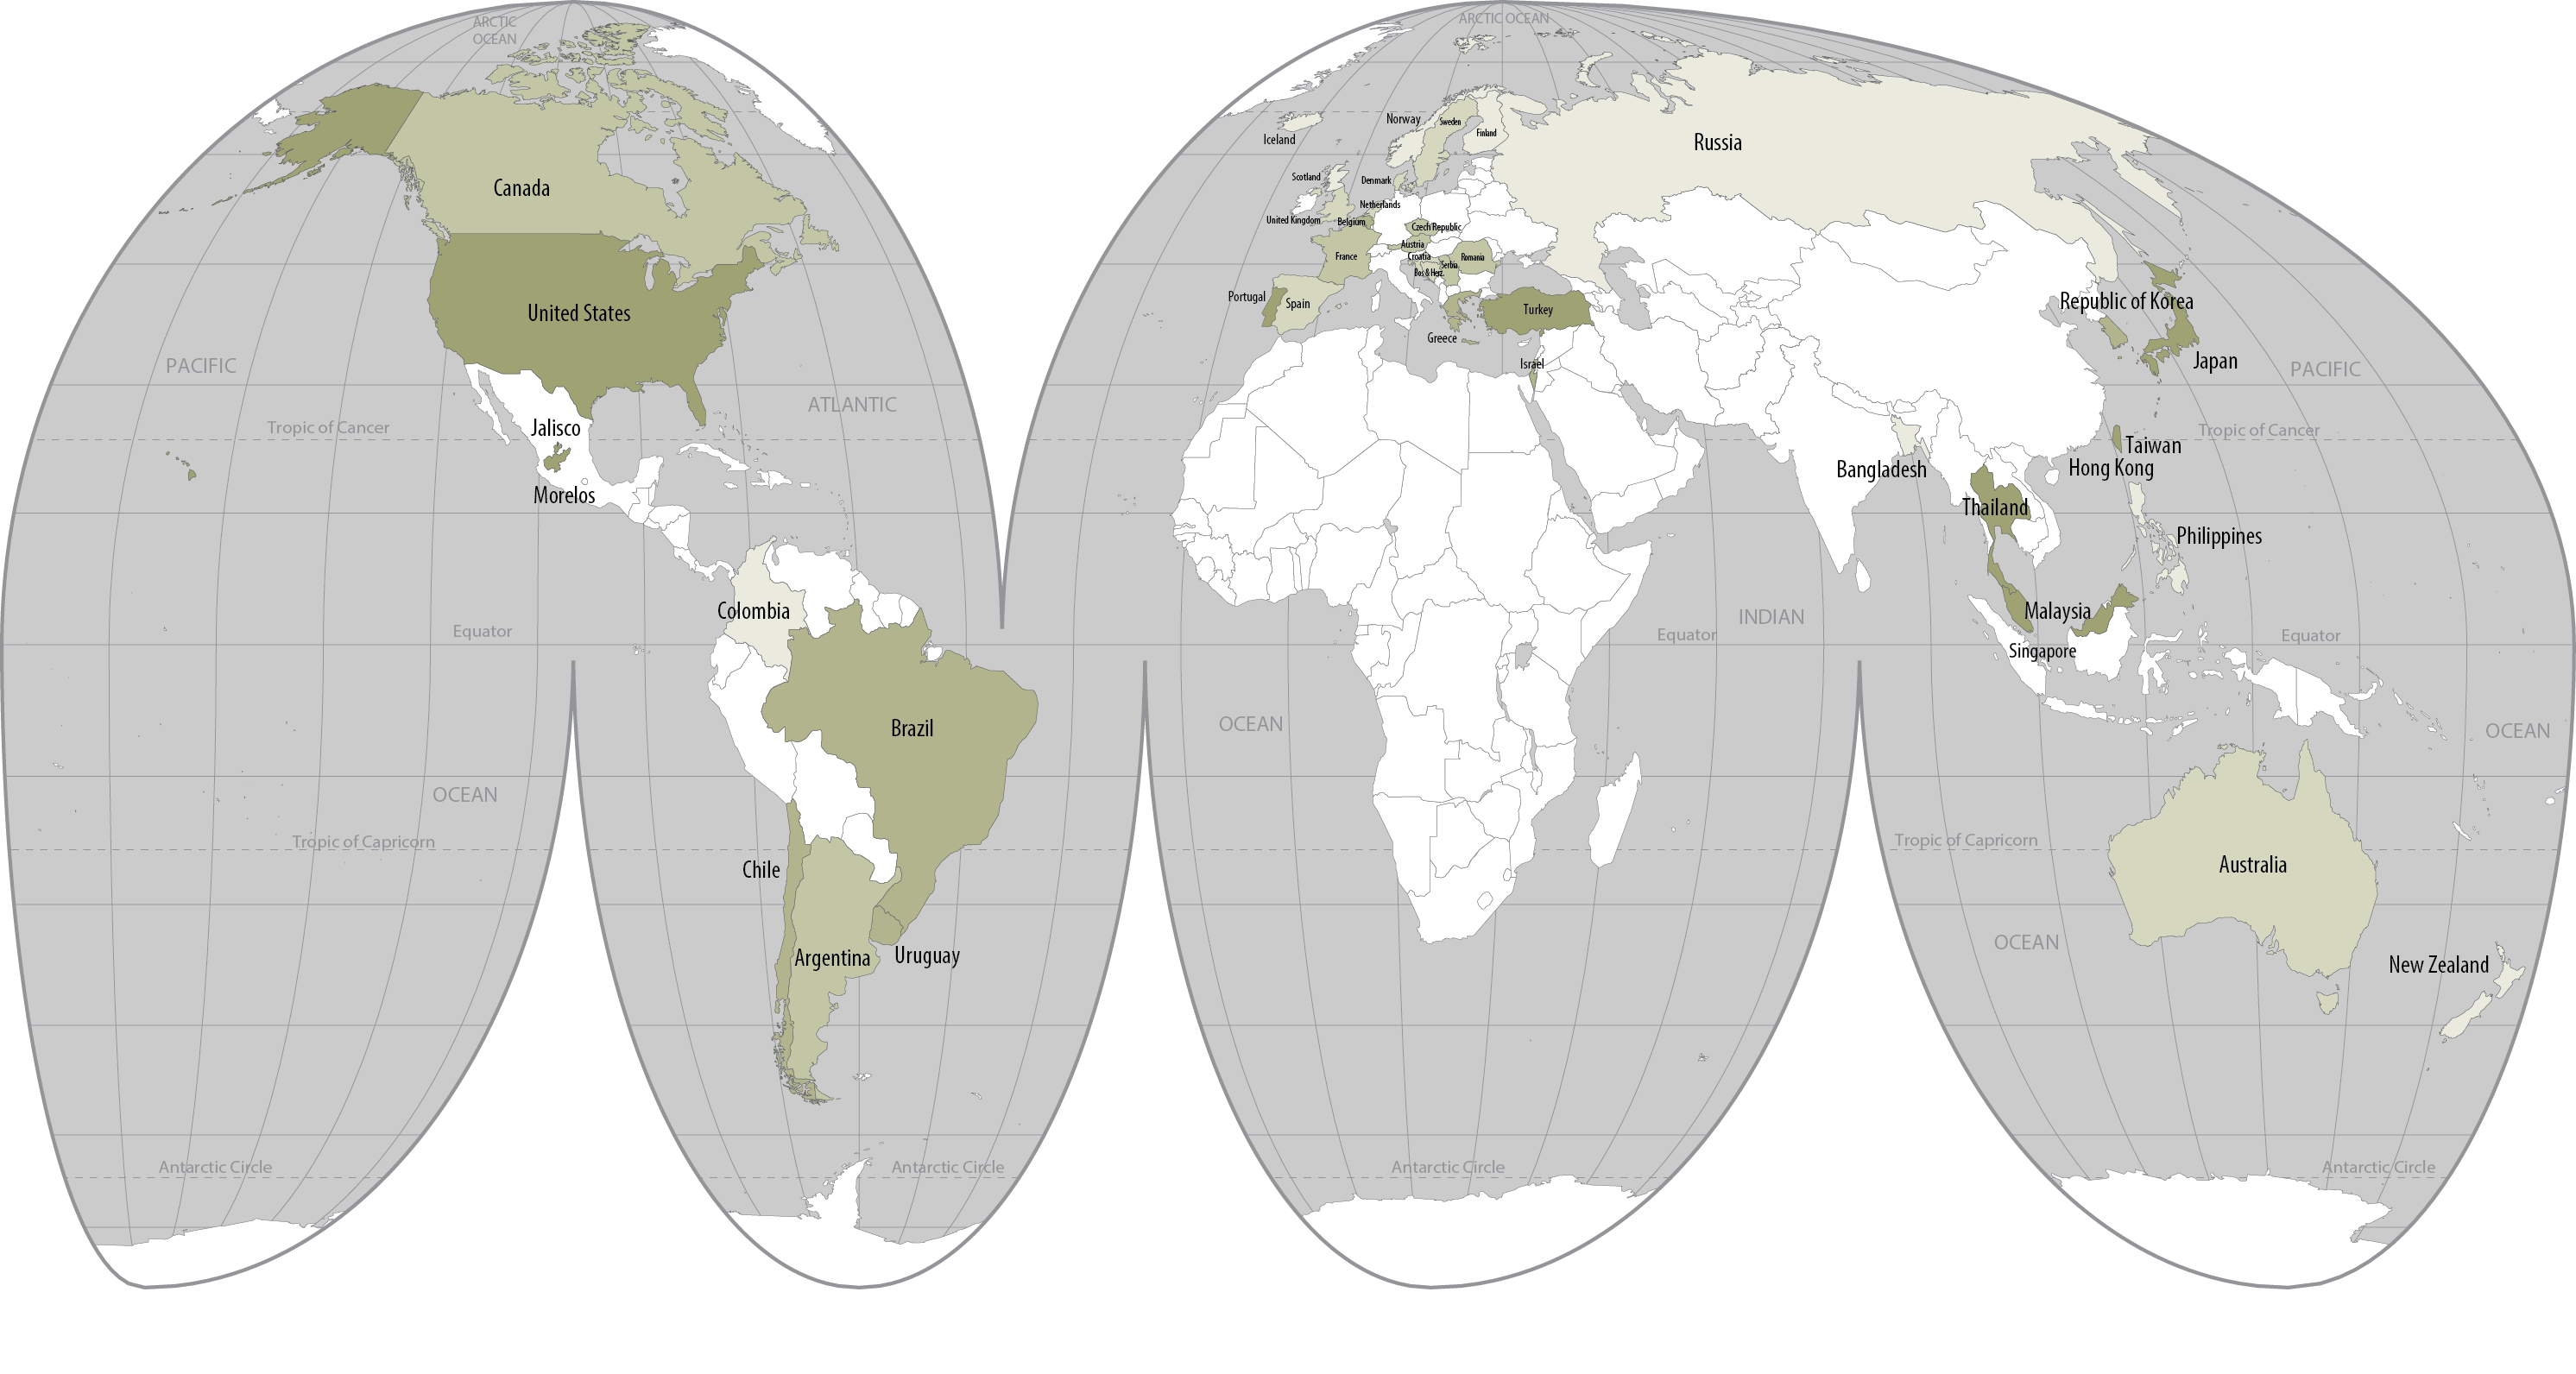 ARCTIC
OCEAN
ARCTIC OCEAN
Canada
United States
PACIFIC
ATLANTIC
Tropic of Cancer
Jalisco
Morelos
Colombia
Equator
Brazil
OCEAN
Tropic of Capricorn
Chile
Argentina
Uruguay
Antarctic Circle
Antarctic Circle
Iceland
Norway
Sweden
Finland
Russia
Scotland
Denmark
United Kingdom
Netherlands
Belgium
Czech Republic
Austria
France
Croatia
Romania
Serbia
Bos & Herz.
Portugal
Spain
Turkey
Greece
Israel
Republic of Korea
Japan
PACIFIC
Tropic of Cancer
Taiwan
Hong Kong
Bangladesh
Thailand
Philippines
Malaysia
Singapore
INDIAN
Equator
Equator
OCEAN
OCEAN
Tropic of Capricorn
Australia
OCEAN
New Zealand
Antarctic Circle
Antarctic Circle